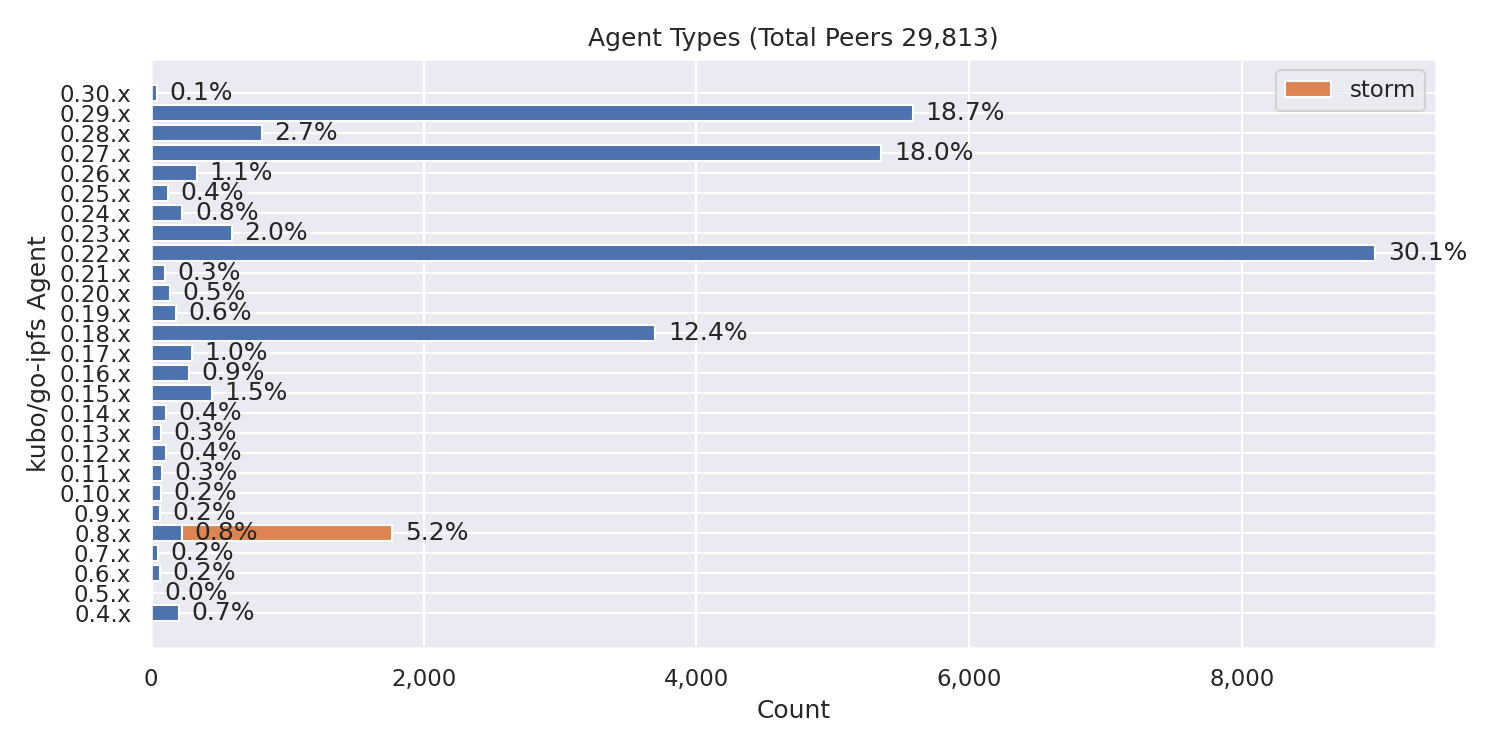 Agent Types (Total Peers 29,813)
storm
kubo/go-ipfs Agent
0.30.x 0.1%
0.29.x 18.7%
0.28.x 2.7%
0.27.x 18.0%
0.26.x 1.1%
0.25.x 0.4%
0.24.x 0.8%
0.23.x 2.0%
0.22.x 30.1%
0.21.x 0.3%
0.20.x 0.5%
0.19.x 0.6%
0.18.x 12.4%
0.17.x 1.0%
0.16.x 0.9%
0.15.x 1.5%
0.14.x 0.4%
0.13.x 0.3%
0.12.x 0.4%
0.11.x 0.3%
0.10.x 0.2%
0.9.x 0.2%
0.8.x 0.8% 5.2%
0.7.x 0.2%
0.6.x 0.2%
0.5.x 0.0%
0.4.x 0.7%
0 2,000 4,000 6,000 8,000
Count